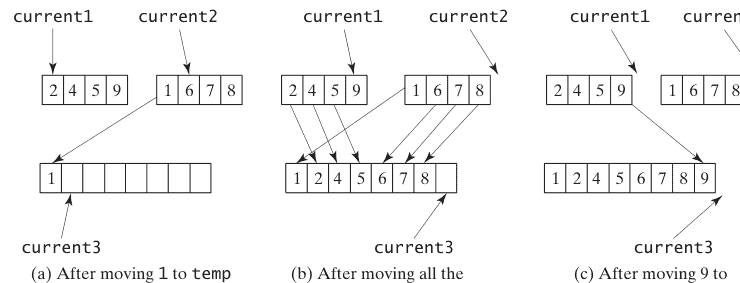 current1 current2 current1 current2 current1
2 4 5 9 1 6 7 8 2 4 5 9 1 6 7 8 2 4 5 9 1 6 7 8
1 1 2 4 5 6 7 8 1 2 4 5 6 7 8 9
current3 current3 current3
(a) After moving 1 to temp (b) After moving all the (c) After moving 9 to